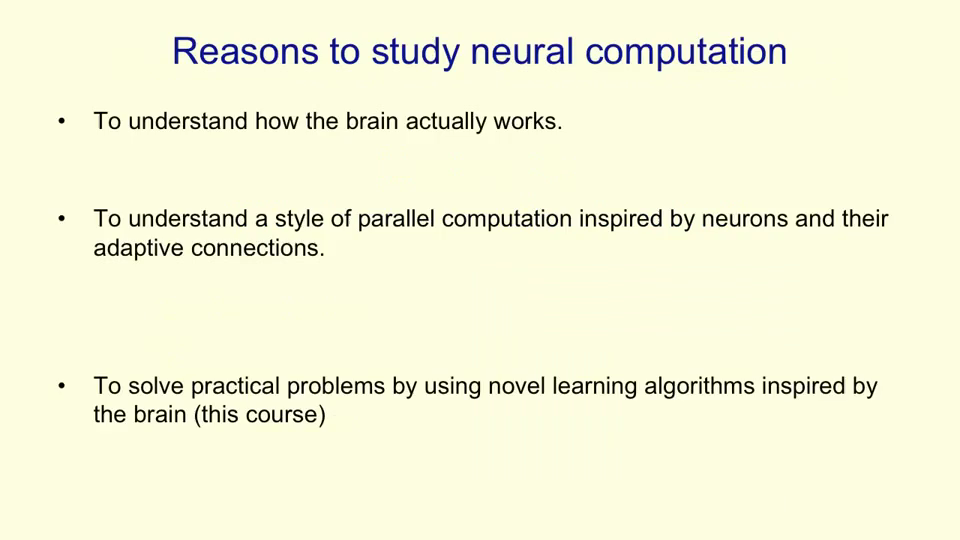 Reasons to study neural computation
• To understand how the brain actually works.
• To understand a style of parallel computation inspired by neurons and their
adaptive connections.
• To solve practical problems by using novel learning algorithms inspired by
the brain (this course)